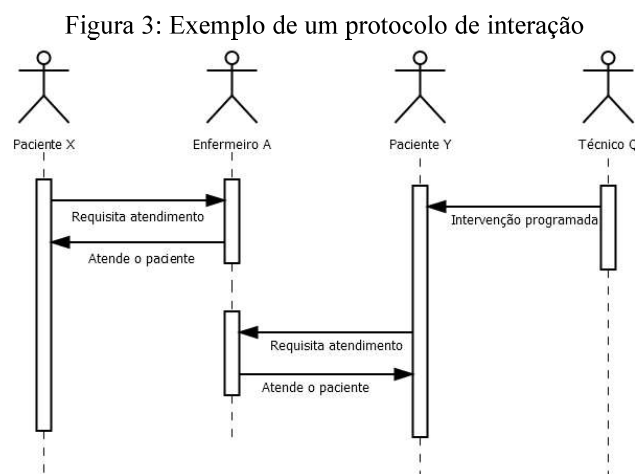 Figura 3: Exemplo de um protocolo de interação
Paciente X
Enfermeiro A
Paciente Y
Técnico Q
Requisita atendimento
Intervenção programada
Atende o paciente
Requisita atendimento
Atende o paciente